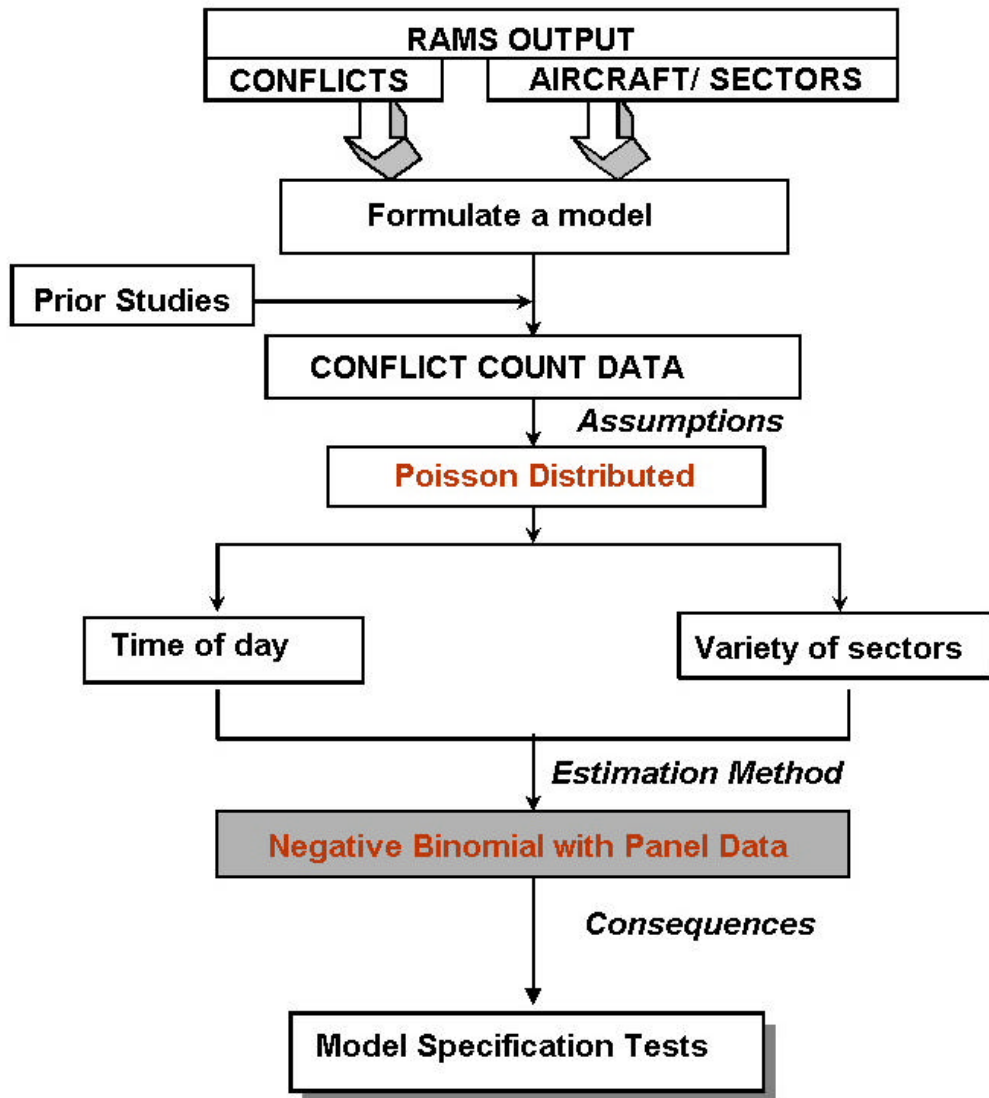 RAMS OUTPUT
CONFLICTS
AIRCRAFT/ SECTORS
Formulate a model
Prior Studies
CONFLICT COUNT DATA
Assumptions
Poisson Distributed
Time of day
Variety of sectors
Estimation Method
Negative Binomial with Panel Data
Consequences
Model Specification Tests